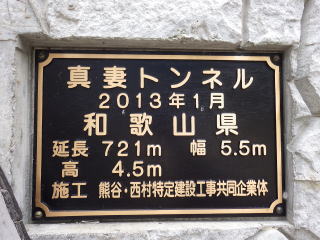 真妻トンネル
2013年1月
和歌山県
延長 721m 幅 5.5m
高 4.5m
施工 熊谷・西村特定建設工事共同企業体